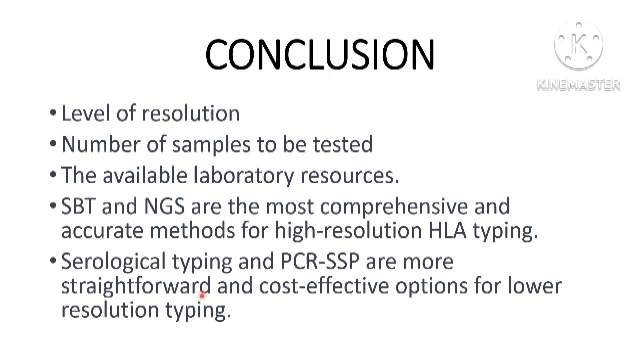 CONCLUSION
K
KINEMASTER
• Level of resolution
• Number of samples to be tested
• The available laboratory resources.
• SBT and NGS are the most comprehensive and
accurate methods for high-resolution HLA typing.
• Serological typing and PCR-SSP are more
straightforward and cost-effective options for lower
resolution typing.